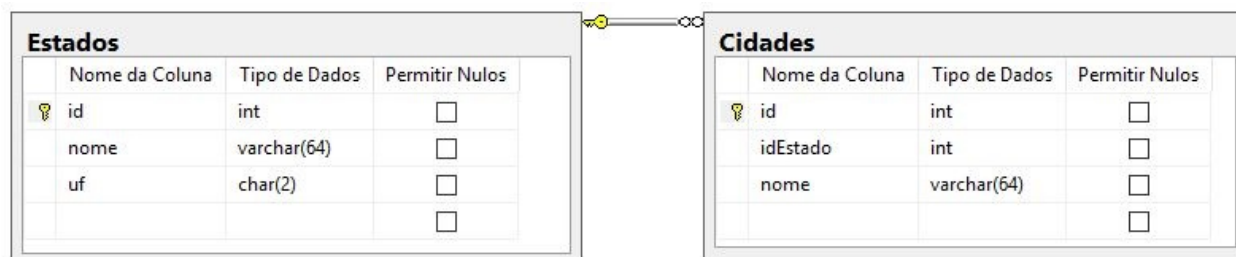 Estados
Nome da Coluna Tipo de Dados Permitir Nulos
id int
nome varchar(64)
uf char(2)
Cidades
Nome da Coluna Tipo de Dados Permitir Nulos
id int
idEstado int
nome varchar(64)